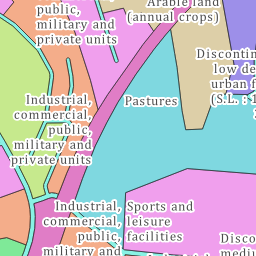 public,
military and
private units
Arable land
(annual crops)
Discontin
low de
urban f
(S.L. : 1
Pastures
Industrial,
commercial,
public,
military and
private units
Industrial,
commercial,
public,
military and
Sports and
leisure
facilities
Disco
mediu